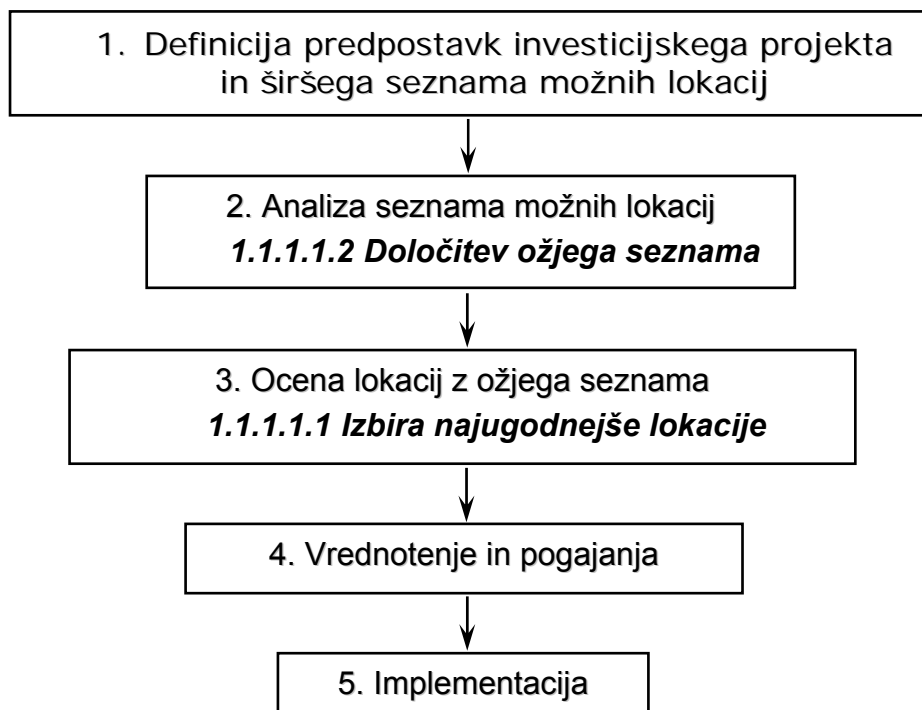 1. Definicija predpostavk investicijskega projekta
in širšega seznama možnih lokacij
2. Analiza seznama možnih lokacij
1.1.1.1.2 Določitev ožjega seznama
3. Ocena lokacij z ožjega seznama
1.1.1.1.1 Izbira najugodnejše lokacije
4. Vrednotenje in pogajanja
5. Implementacija